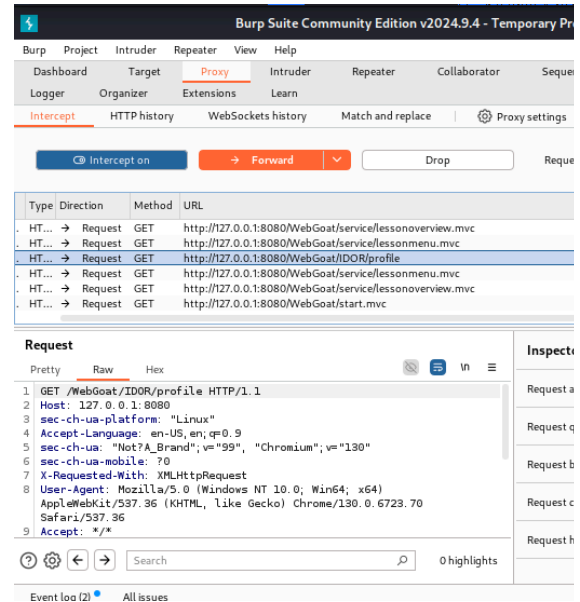 Burp Suite Community Edition v2024.9.4 - Temporary Pr
Burp Project Intruder Repeater View Help
Dashboard Target Proxy Intruder Repeater Collaborator Sequen
Logger Organizer Extensions Learn
Intercept HTTP history WebSockets history Match and replace Proxy settings
Intercept on → Forward Drop Reque
Type Direction Method URL
HT... → Request GET http://127.0.0.1:8080/WebGoat/service/lessonoverview.mvc
HT... → Request GET http://127.0.0.1:8080/WebGoat/service/lessonmenu.mvc
HT... → Request GET http://127.0.0.1:8080/WebGoat/IDOR/profile
HT... → Request GET http://127.0.0.1:8080/WebGoat/service/lessonmenu.mvc
HT... → Request GET http://127.0.0.1:8080/WebGoat/service/lessonoverview.mvc
HT... → Request GET http://127.0.0.1:8080/WebGoat/start.mvc
Request Inspecto
Pretty Raw Hex \n
1 GET /WebGoat/IDOR/profile HTTP/1.1
2 Host: 127.0.0.1:8080
3 sec-ch-ua-platform: "Linux"
4 Accept-Language: en-US,en;q=0.9
5 sec-ch-ua: "Not?A_Brand";v="99", "Chromium";v="130"
6 sec-ch-ua-mobile: ?0
7 X-Requested-With: XMLHttpRequest
8 User-Agent: Mozilla/5.0 (Windows NT 10.0; Win64; x64)
AppleWebKit/537.36 (KHTML, like Gecko) Chrome/130.0.6723.70
Safari/537.36
9 Accept: */*
Request a
Request q
Request b
Request c
Request h
Search 0 highlights
Event log (2) All issues